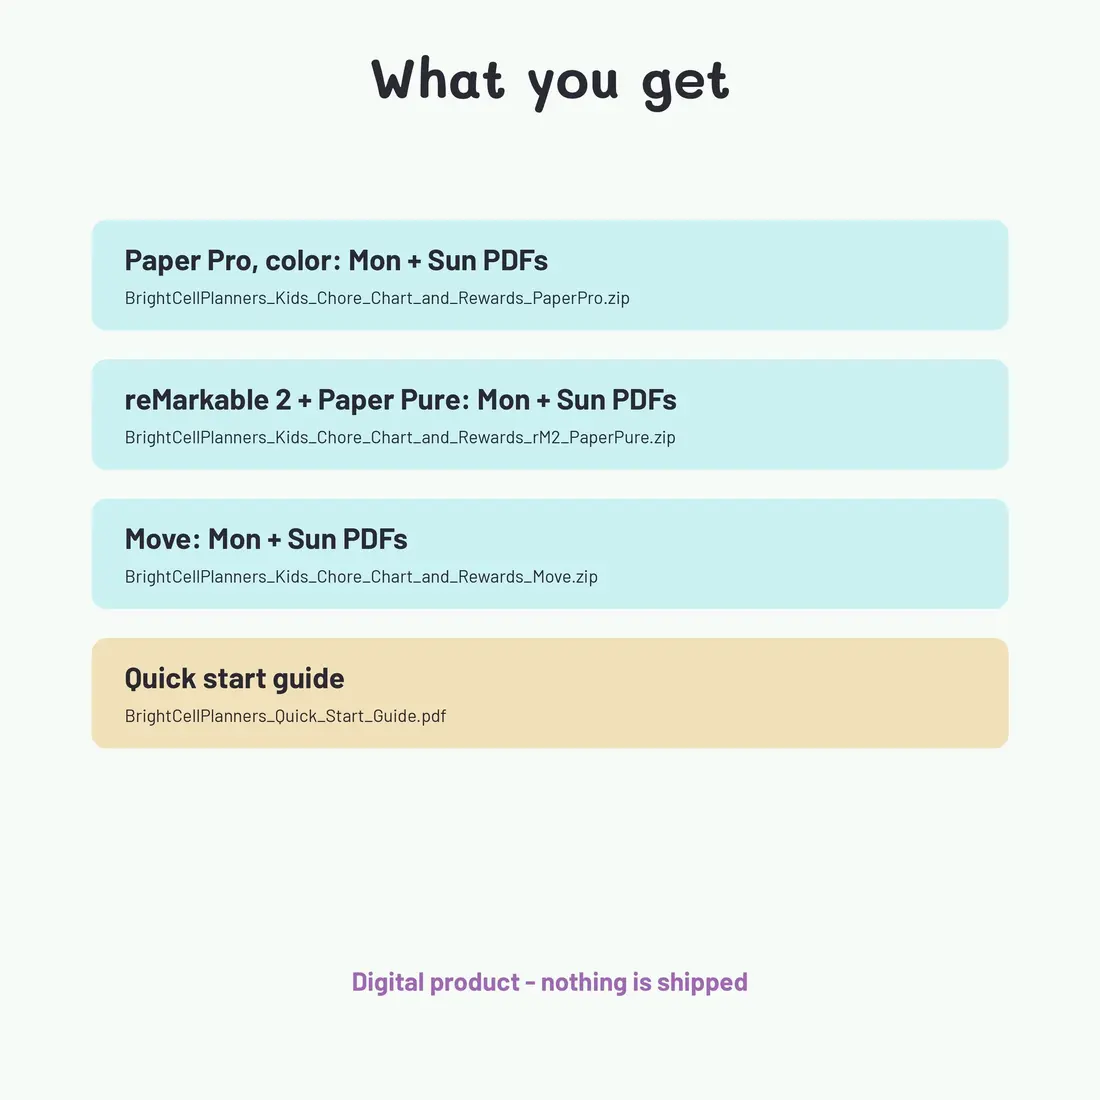 What you get
Paper Pro, color: Mon + Sun PDFs
BrightCellPlanners_Kids_Chore_Chart_and_Rewards_PaperPro.zip
reMarkable 2 + Paper Pure: Mon + Sun PDFs
BrightCellPlanners_Kids_Chore_Chart_and_Rewards_rM2_PaperPure.zip
Move: Mon + Sun PDFs
BrightCellPlanners_Kids_Chore_Chart_and_Rewards_Move.zip
Quick start guide
BrightCellPlanners_Quick_Start_Guide.pdf
Digital product - nothing is shipped